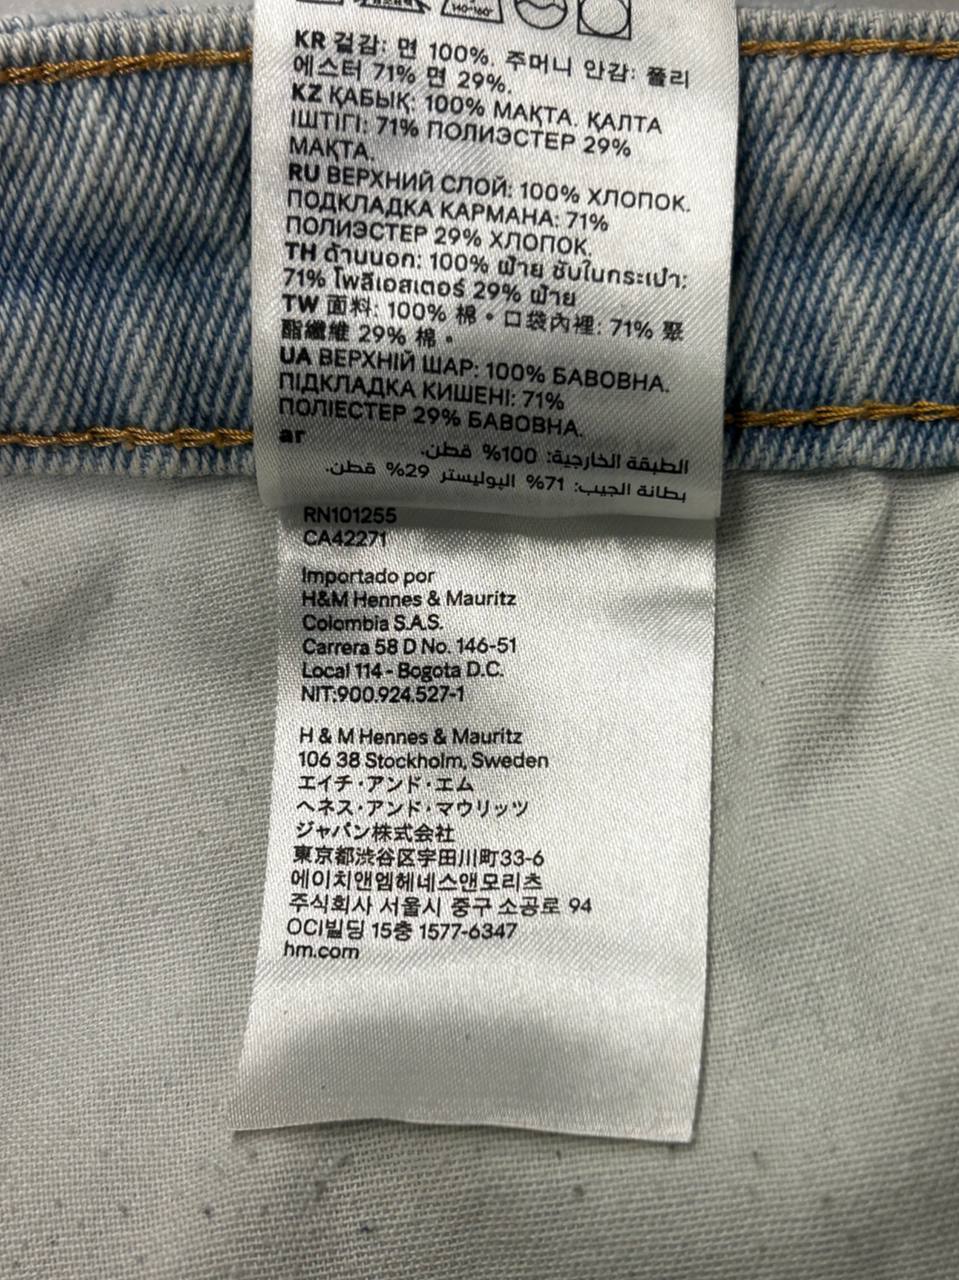 140°-160°
KR 겉감: 면 100%. 주머니 안감: 폴리
에스터 71% 면 29%.
KZ ҚАБЫҚ: 100% МАҚТА. ҚАЛТА
ІШТІГІ: 71% ПОЛИЭСТЕР 29%
МАҚТА.
RU ВЕРХНИЙ СЛОЙ: 100% ХЛОПОК.
ПОДКЛАДКА КАРМАНА: 71%
ПОЛИЭСТЕР 29% ХЛОПОК.
TH ด้านนอก: 100% ฝ้าย ซับในกระเป๋า:
71% โพลีเอสเตอร์ 29% ฝ้าย
TW 面料: 100% 棉。口袋內裡: 71% 聚
酯纖維 29% 棉。
UA ВЕРХНІЙ ШАР: 100% БАВОВНА.
ПІДКЛАДКА КИШЕНІ: 71%
ПОЛІЕСТЕР 29% БАВОВНА.
ar
الطبقة الخارجية: 100% قطن.
بطانة الجيب: 71% البوليستر 29% قطن.
RN101255
CA42271
Importado por
H&M Hennes & Mauritz
Colombia S.A.S.
Carrera 58 D No. 146-51
Local 114 - Bogota D.C.
NIT:900.924.527-1
H & M Hennes & Mauritz
106 38 Stockholm, Sweden
エイチ・アンド・エム
ヘネス・アンド・マウリッツ
ジャパン株式会社
東京都渋谷区宇田川町33-6
에이치앤엠헤네스앤모리츠
주식회사 서울시 중구 소공로 94
OCI빌딩 15층 1577-6347
hm.com